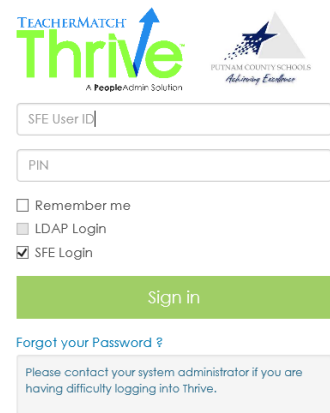 TEACHERMATCH
Thrive
A PeopleAdmin Solution
PUTNAM COUNTY SCHOOLS
Achieving Excellence
SFE User ID
PIN
Remember me
LDAP Login
SFE Login
Sign in
Forgot your Password ?
Please contact your system administrator if you are
having difficulty logging into Thrive.